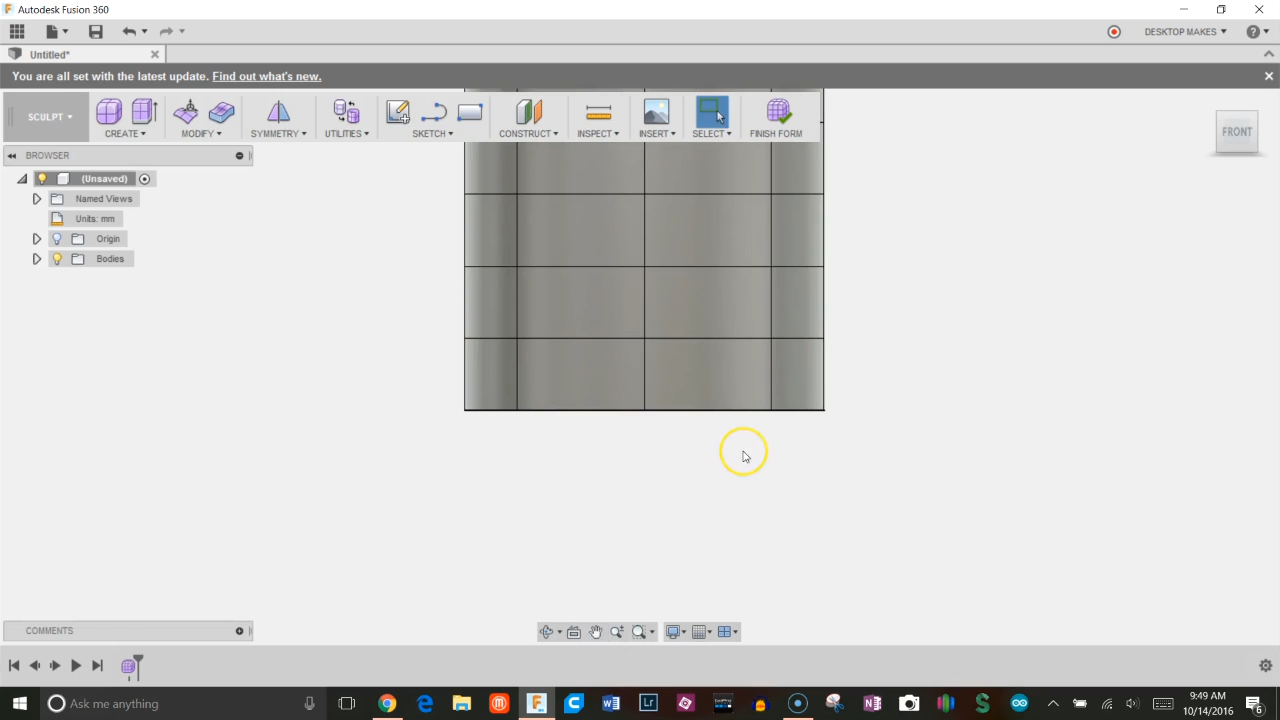 Autodesk Fusion 360
DESKTOP MAKES
Untitled*
You are all set with the latest update. Find out what's new.
SCULPT
CREATE
MODIFY
SYMMETRY
UTILITIES
SKETCH
CONSTRUCT
INSPECT
INSERT
SELECT
FINISH FORM
FRONT
BROWSER
(Unsaved)
Named Views
Units: mm
Origin
Bodies
COMMENTS
Ask me anything
9:49 AM
10/14/2016
6